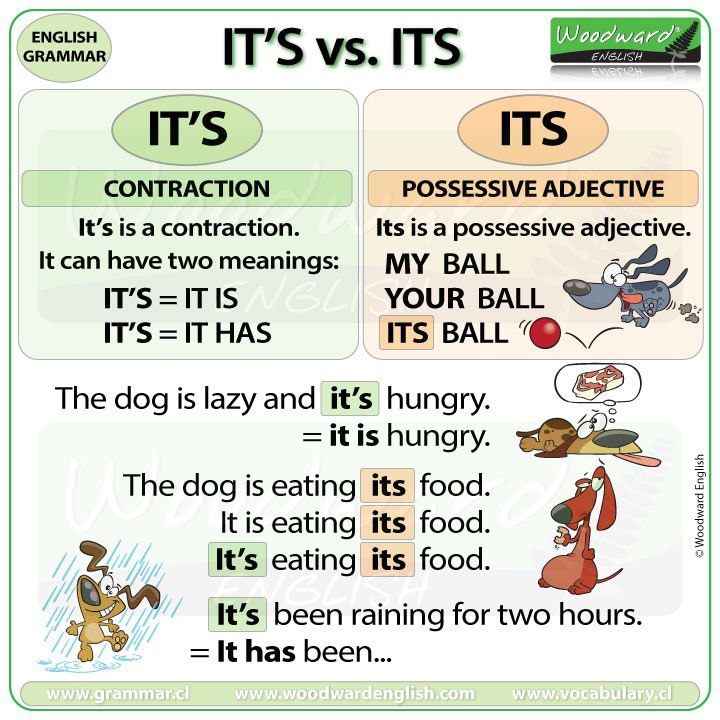 ENGLISH
GRAMMAR
IT'S vs. ITS
Woodward®
ENGLISH
IT'S
CONTRACTION
It's is a contraction.
It can have two meanings:
IT'S = IT IS
IT'S = IT HAS
ITS
POSSESSIVE ADJECTIVE
Its is a possessive adjective.
MY BALL
YOUR BALL
ITS BALL
The dog is lazy and it's hungry.
= it is hungry.
The dog is eating its food.
It is eating its food.
It's eating its food.
It's been raining for two hours.
= It has been...
© Woodward English
www.grammar.cl www.woodwardenglish.com www.vocabulary.cl